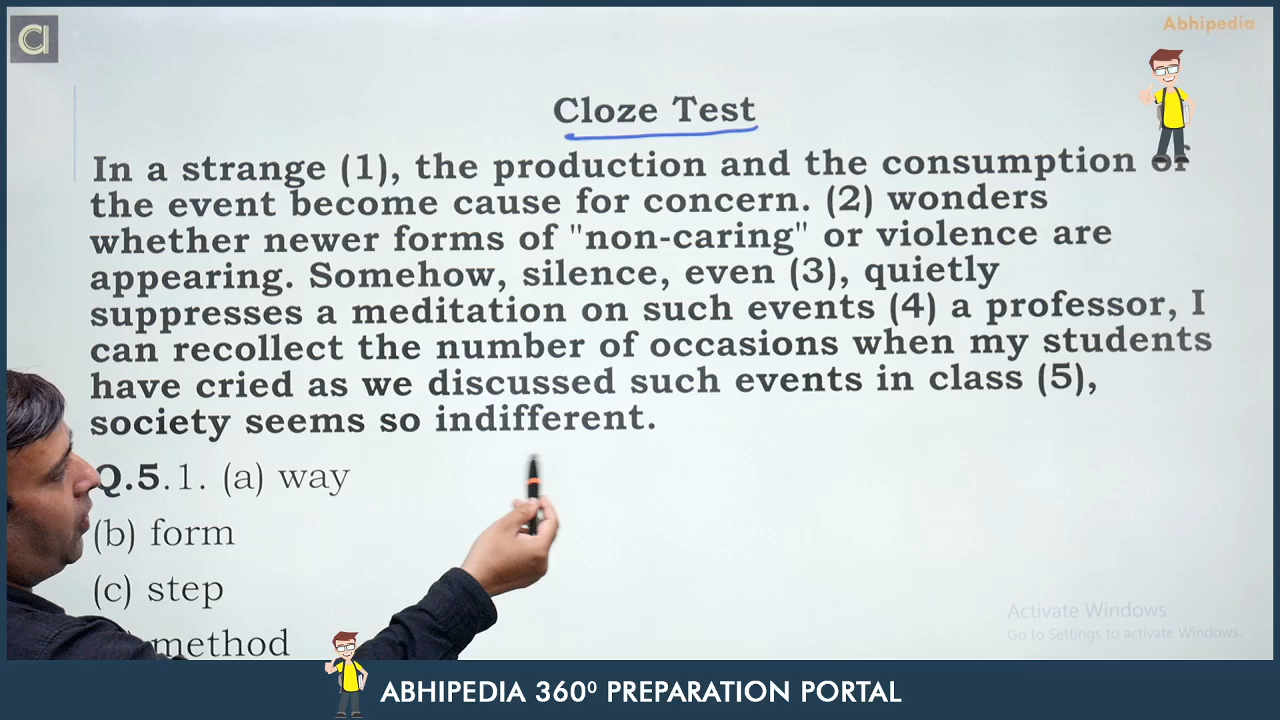 Abhipedia
Cloze Test
In a strange (1), the production and the consumption of
the event become cause for concern. (2) wonders
whether newer forms of "non-caring" or violence are
appearing. Somehow, silence, even (3), quietly
suppresses a meditation on such events (4) a professor, I
can recollect the number of occasions when my students
have cried as we discussed such events in class (5),
society seems so indifferent.
Q.5.1. (a) way
(b) form
(c) step
method
Activate Windows
Go to Settings to activate Windows.
ABHIPEDIA 360⁰ PREPARATION PORTAL